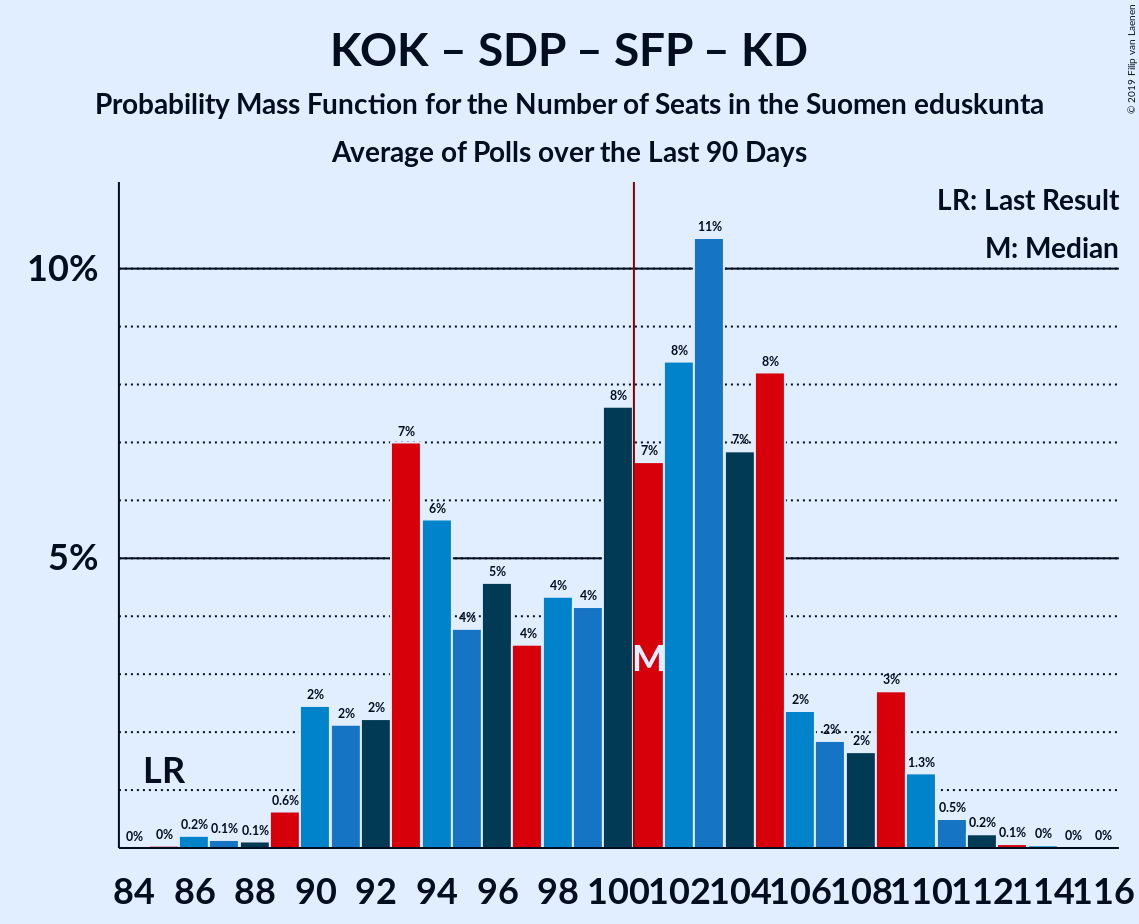 KOK – SDP – SFP – KD
Probability Mass Function for the Number of Seats in the Suomen eduskunta
Average of Polls over the Last 90 Days
© 2019 Filip van Laenen
LR: Last Result
M: Median
10%
5%
LR
M
0% 0% 0.2% 0.1% 0.1% 0.6% 2% 2% 2% 7% 6% 4% 5% 4% 4% 4% 8% 7% 8% 11% 7% 8% 2% 2% 2% 3% 1.3% 0.5% 0.2% 0.1% 0% 0% 0%
84 86 88 90 92 94 96 98 100 102 104 106 108 110 112 114 116